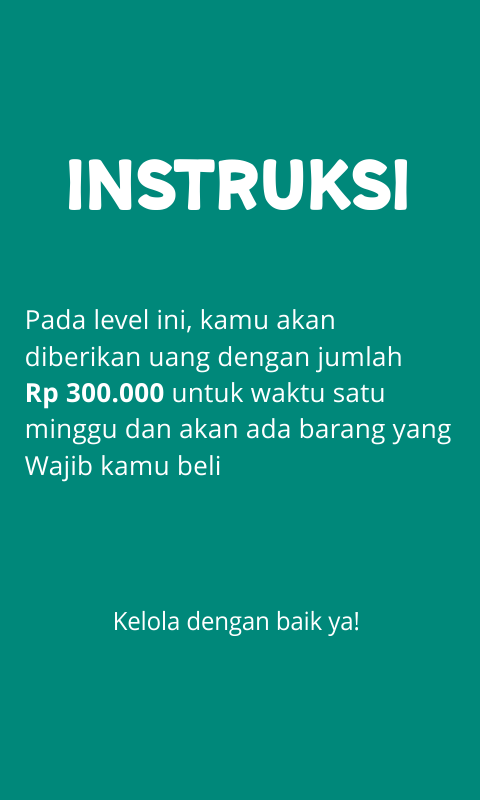 INSTRUKSI
Pada level ini, kamu akan
diberikan uang dengan jumlah
Rp 300.000 untuk waktu satu
minggu dan akan ada barang yang
Wajib kamu beli
Kelola dengan baik ya!